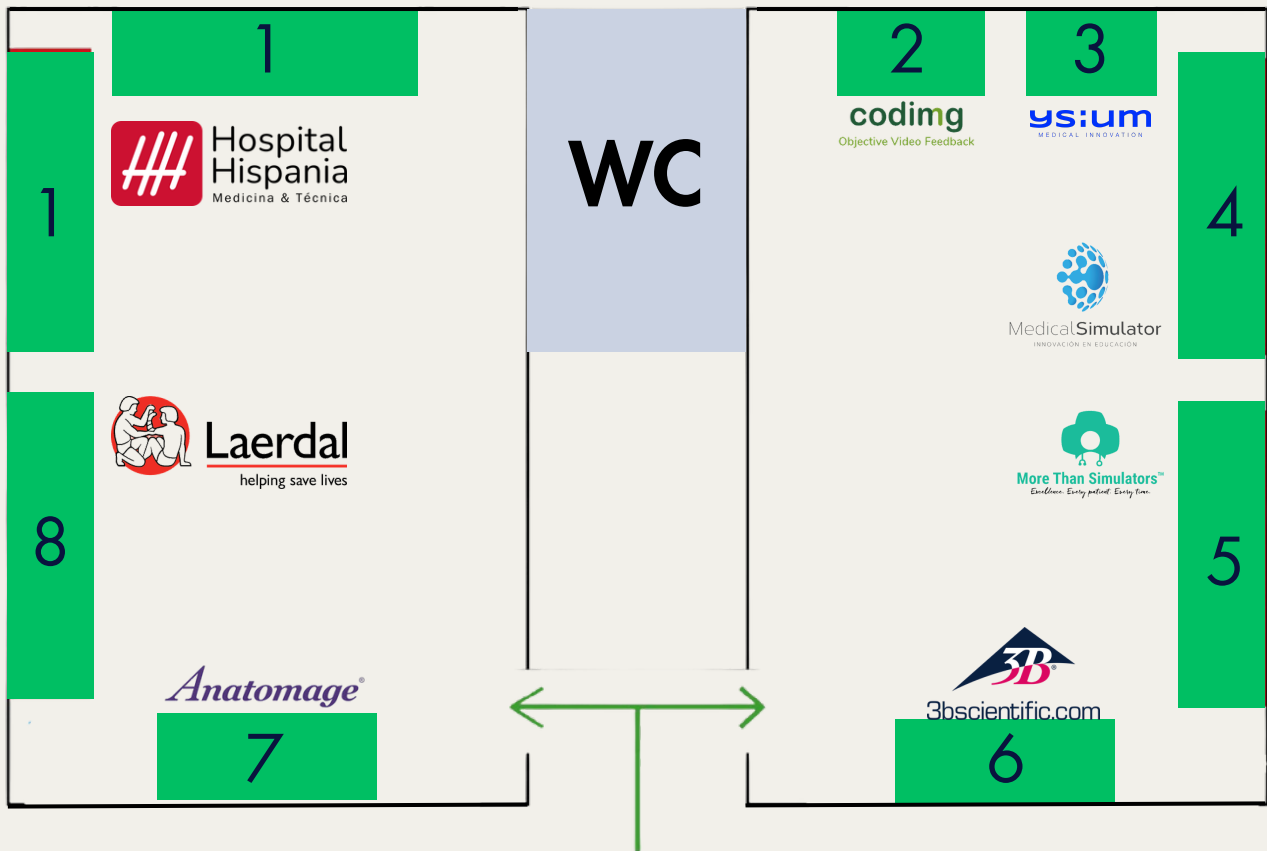 1
2
3
Hospital
Hispania
Medicina & Técnica
WC
codimg
Objective Video Feedback
ys:um
MEDICAL INNOVATION
1
4
MedicalSimulator
INNOVACIÓN EN EDUCACIÓN
Laerdal
helping save lives
More Than Simulators™
Excellence. Every patient. Every time.
8
5
Anatomage®
3B®
3bscientific.com
7
6